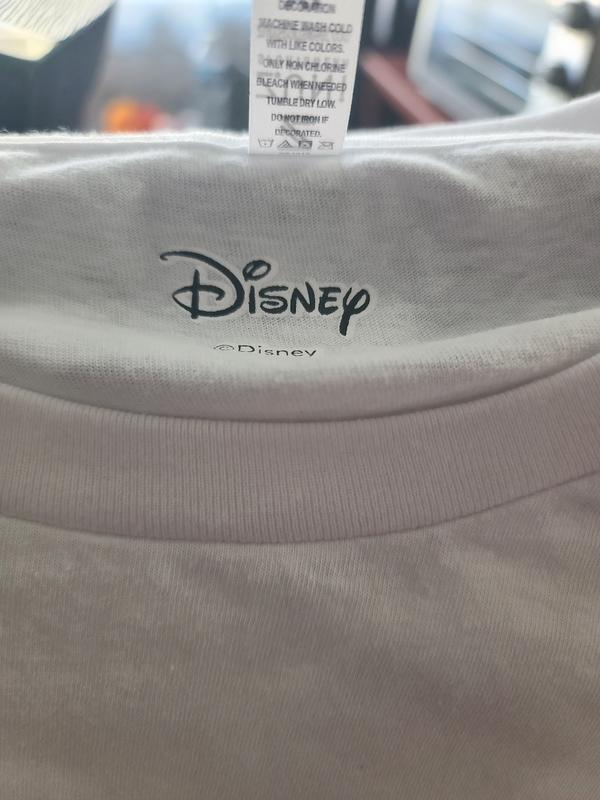 DECORATION
MACHINE WASH COLD
WITH LIKE COLORS.
ONLY NON CHLORINE
BLEACH WHEN NEEDED
TUMBLE DRY LOW.
DO NOT IRON IF
DECORATED.
DISNEY
©Disney